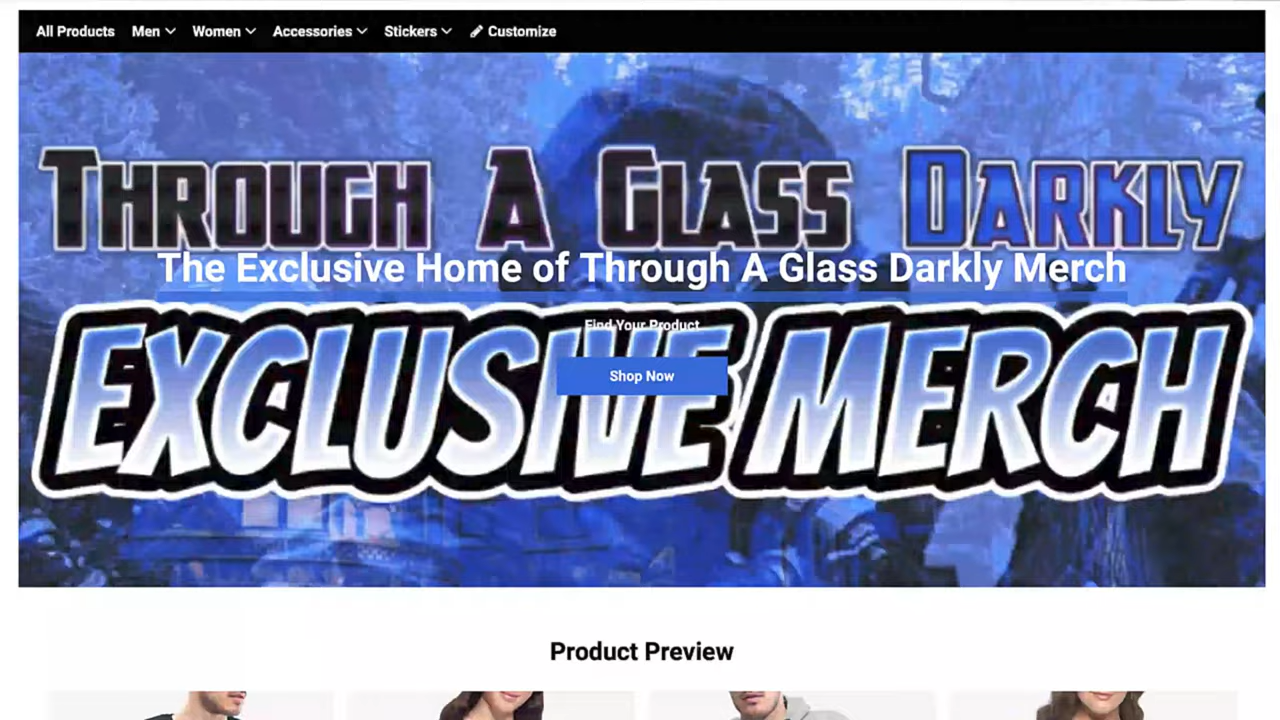 All Products Men Women Accessories Stickers Customize
Through A Glass Darkly
The Exclusive Home of Through A Glass Darkly Merch
Find Your Product
EXCLUSIVE MERCH
Shop Now
Product Preview